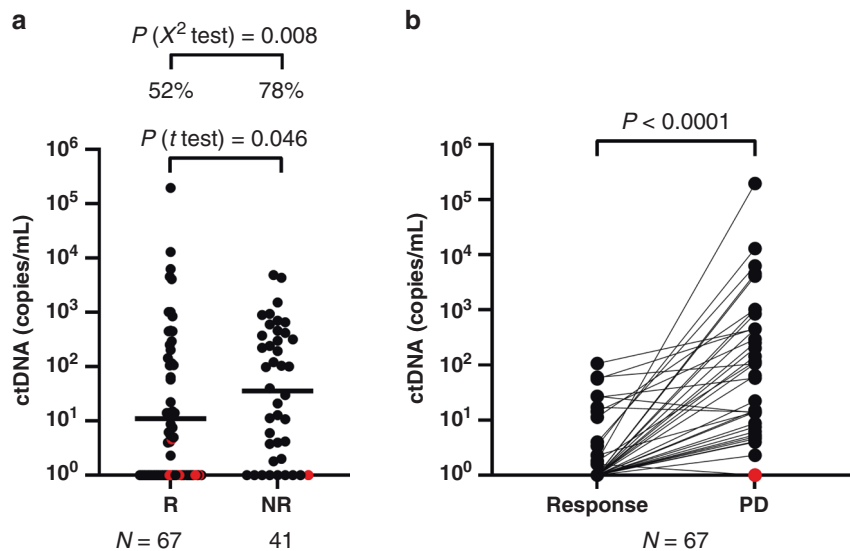 a
P (X² test) = 0.008
52% 78%
P (t test) = 0.046
10⁶
10⁵
10⁴
10³
10²
10¹
10⁰
ctDNA (copies/mL)
R NR
N = 67 41
b
P < 0.0001
10⁶
10⁵
10⁴
10³
10²
10¹
10⁰
ctDNA (copies/mL)
Response PD
N = 67